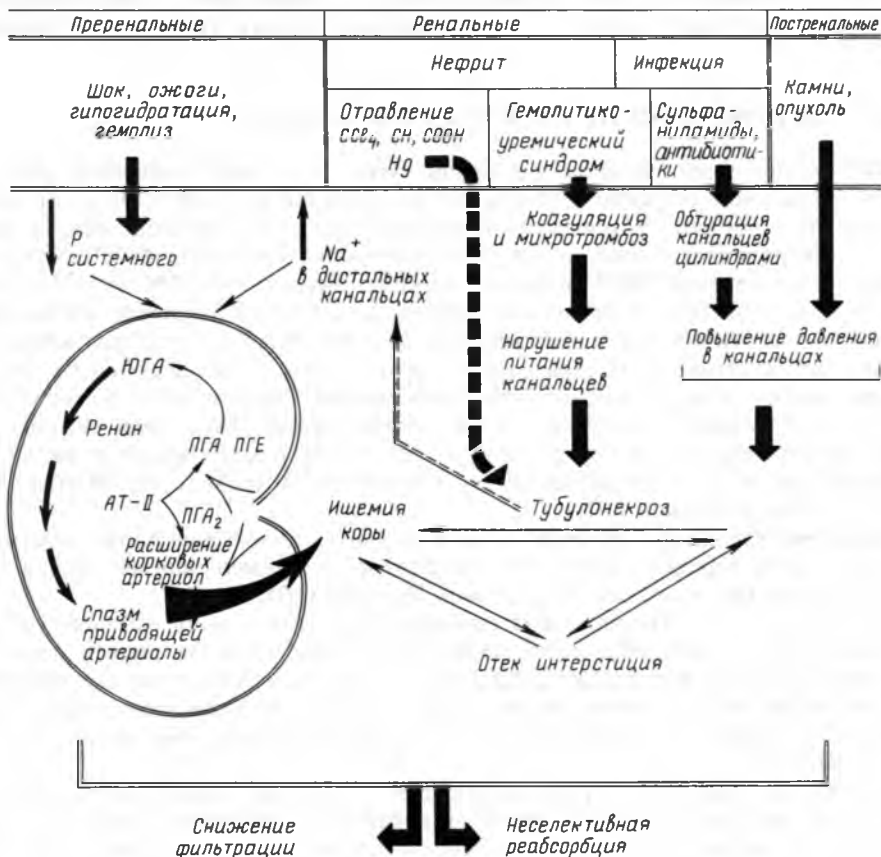 Преренальные
Ренальные
Постренальные
Нефрит
Инфекция
Шок, ожоги,
гипогидратация,
гемолиз
Отравление
CCl₄, CH, COOH
Hg
Гемолитико-
уремический
синдром
Сульфа-
ниламиды,
антибиоти-
ки
Камни,
опухоль
P
системного
Na⁺
в дистальных
канальцах
Коагуляция
и микротромбоз
Обтурация
канальцев
цилиндрами
Нарушение
питания
канальцев
Повышение давления
в канальцах
ЮГА
Ренин
ПГА ПГЕ
АТ-II
ПГА₂
Расширение
корковых
артериол
Спазм
приводящей
артериолы
Ишемия
коры
Тубулонекроз
Отек интерстиция
Снижение
фильтрации
Неселективная
реабсорбция